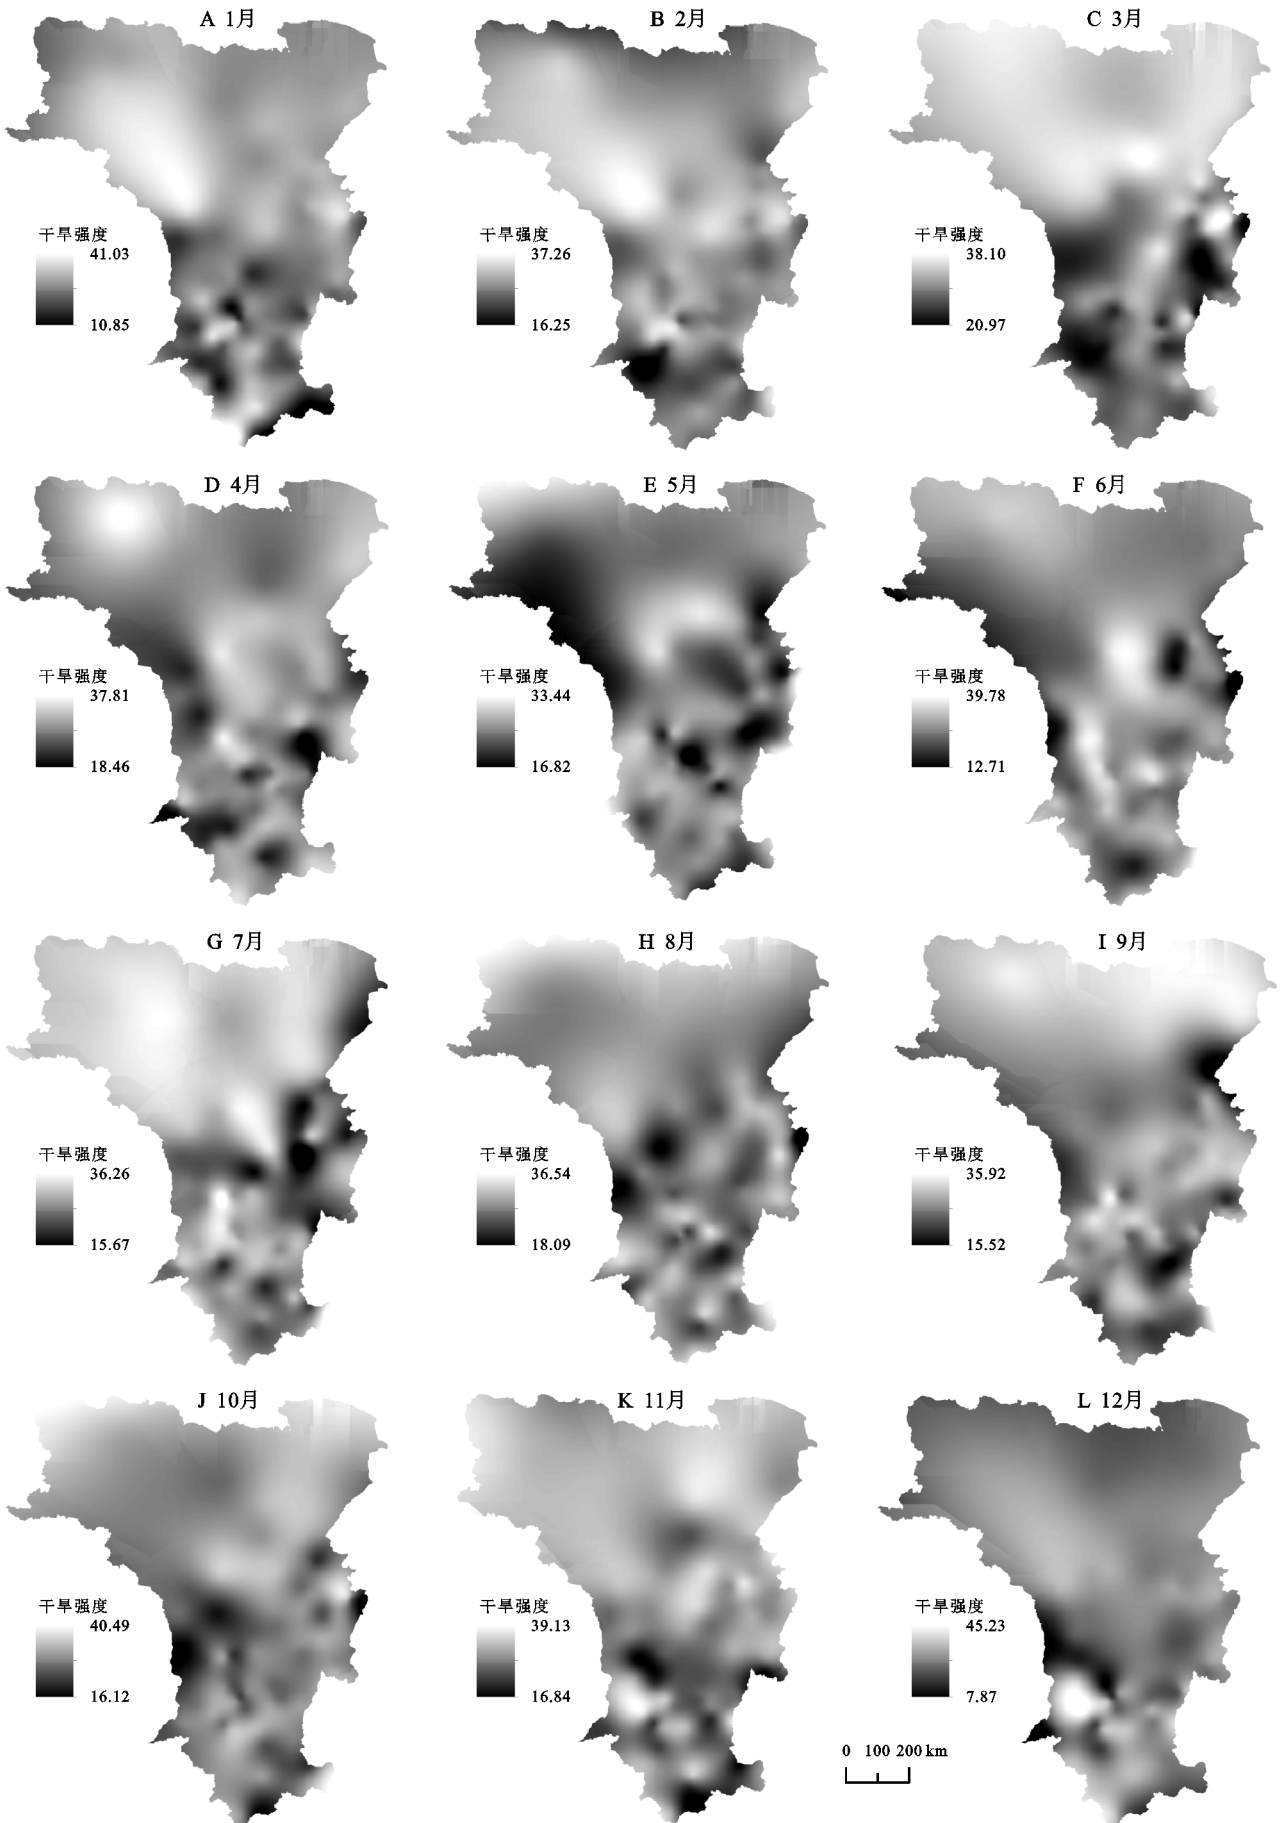 A 1月
干旱强度
41.03
10.85
B 2月
干旱强度
37.26
16.25
C 3月
干旱强度
38.10
20.97
D 4月
干旱强度
37.81
18.46
E 5月
干旱强度
33.44
16.82
F 6月
干旱强度
39.78
12.71
G 7月
干旱强度
36.26
15.67
H 8月
干旱强度
36.54
18.09
I 9月
干旱强度
35.92
15.52
J 10月
干旱强度
40.49
16.12
K 11月
干旱强度
39.13
16.84
L 12月
干旱强度
45.23
7.87
0 100 200 km